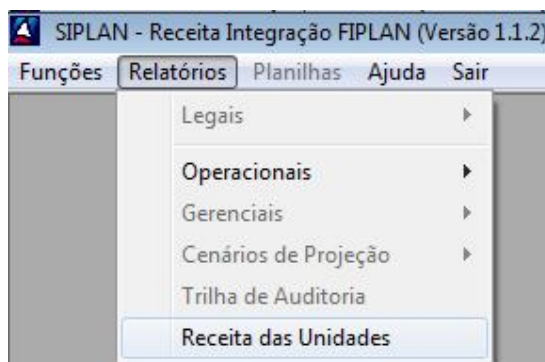 SIPLAN - Receita Integração FIPLAN (Versão 1.1.2)
Funções Relatórios Planilhas Ajuda Sair
Legais
Operacionais
Gerenciais
Cenários de Projeção
Trilha de Auditoria
Receita das Unidades